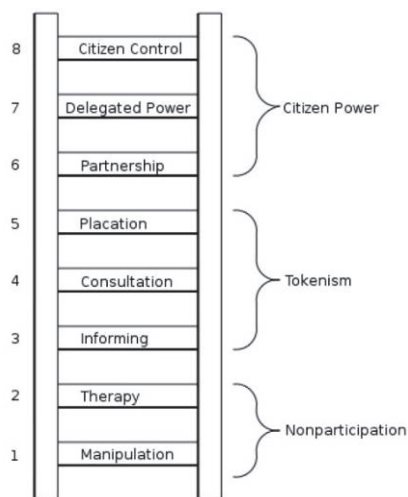 8 Citizen Control
7 Delegated Power Citizen Power
6 Partnership
5 Placation
4 Consultation Tokenism
3 Informing
2 Therapy
Nonparticipation
1 Manipulation